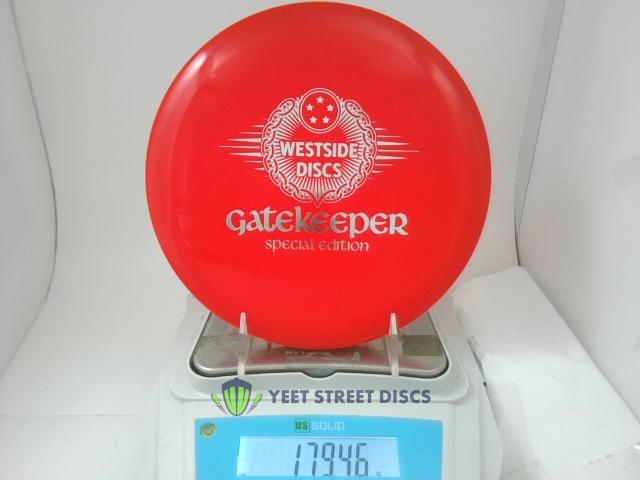 WESTSIDE
DISCS
GATEKEEPER
SPECIAL EDITION
YEET STREET DISCS
US SOLID
179.46 g